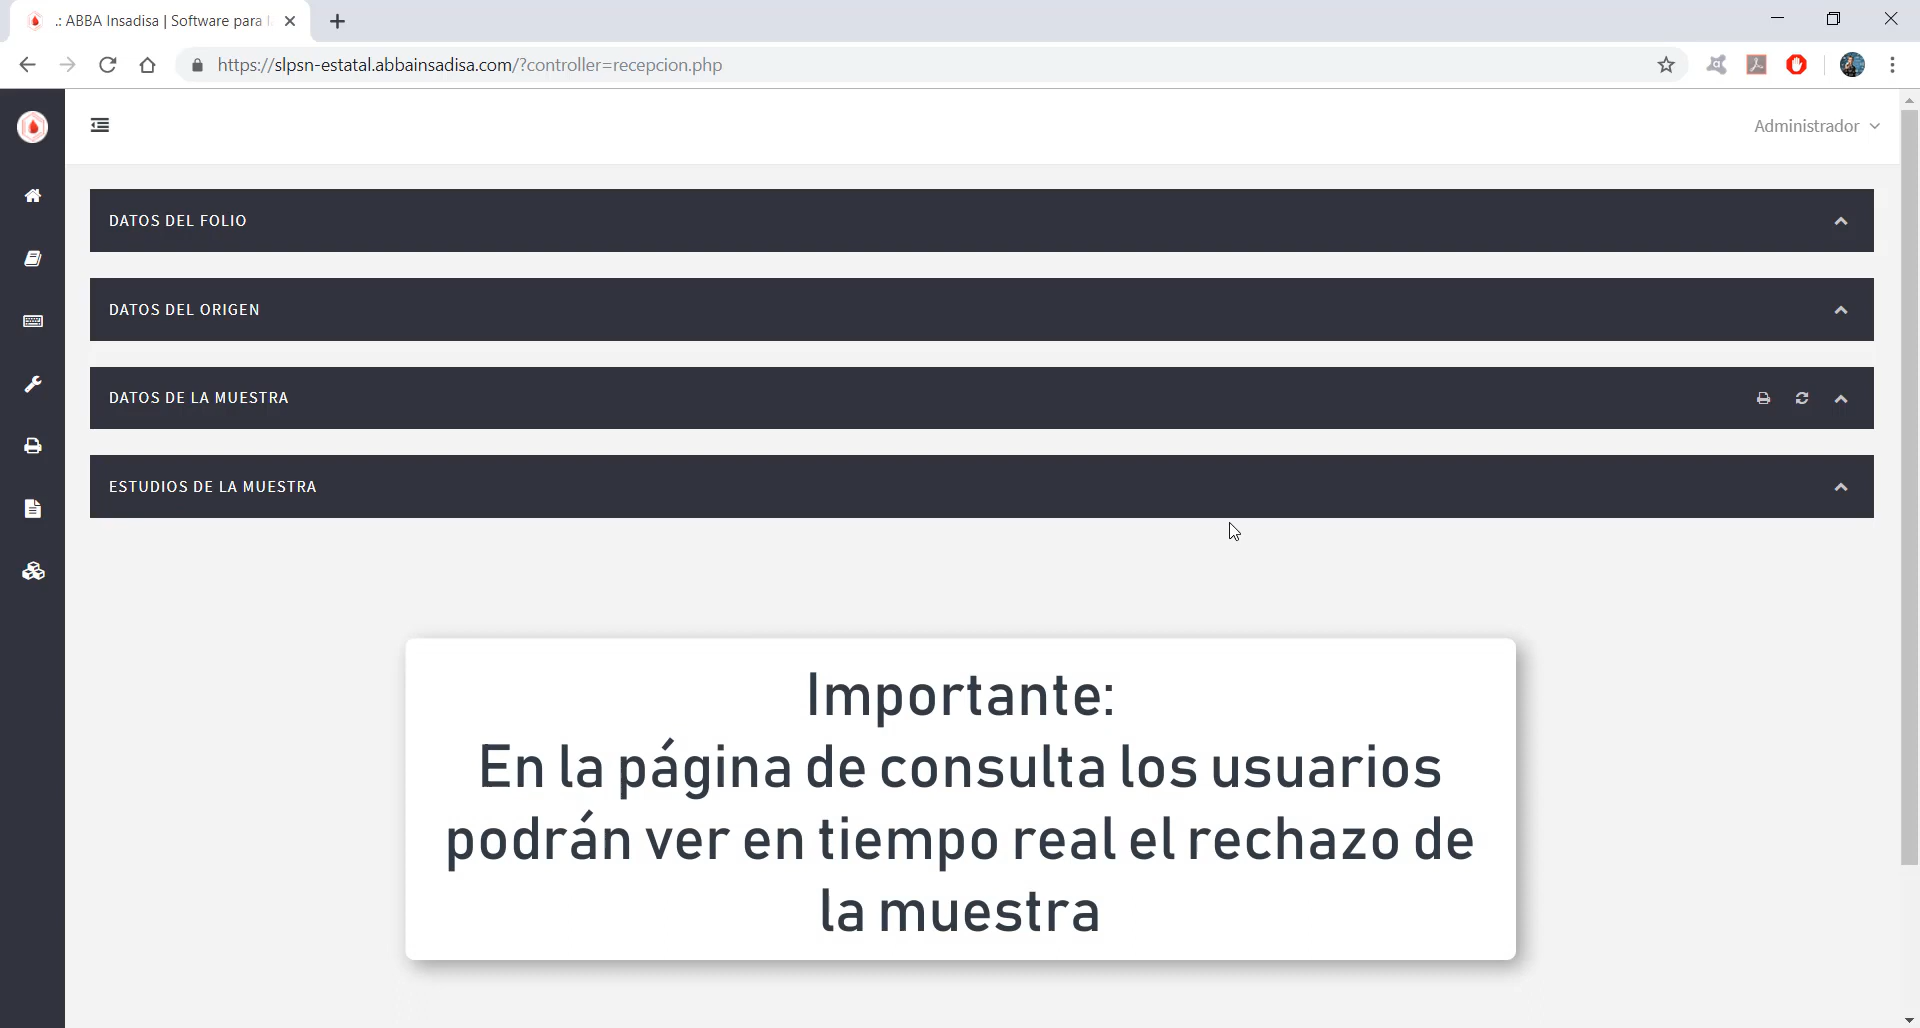 .: ABBA Insadisa | Software para l
https://slpsn-estatal.abbainsadisa.com/?controller=recepcion.php
Administrador
DATOS DEL FOLIO
DATOS DEL ORIGEN
DATOS DE LA MUESTRA
ESTUDIOS DE LA MUESTRA
Importante:
En la página de consulta los usuarios
podrán ver en tiempo real el rechazo de
la muestra